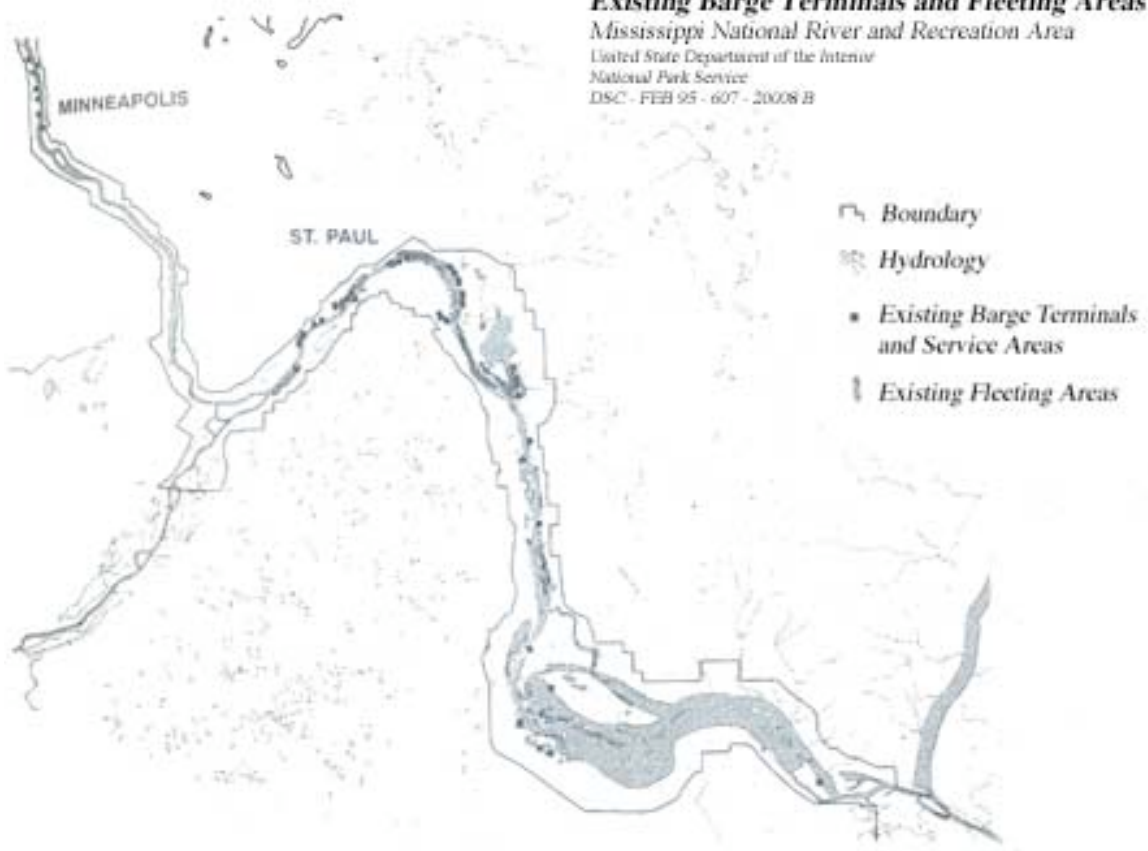 Existing Barge Terminals and Fleeting Areas
Mississippi National River and Recreation Area
United State Department of the Interior
National Park Service
DSC - FEB 95 - 607 - 20008 B
MINNEAPOLIS
ST. PAUL
Boundary
Hydrology
Existing Barge Terminals
and Service Areas
Existing Fleeting Areas